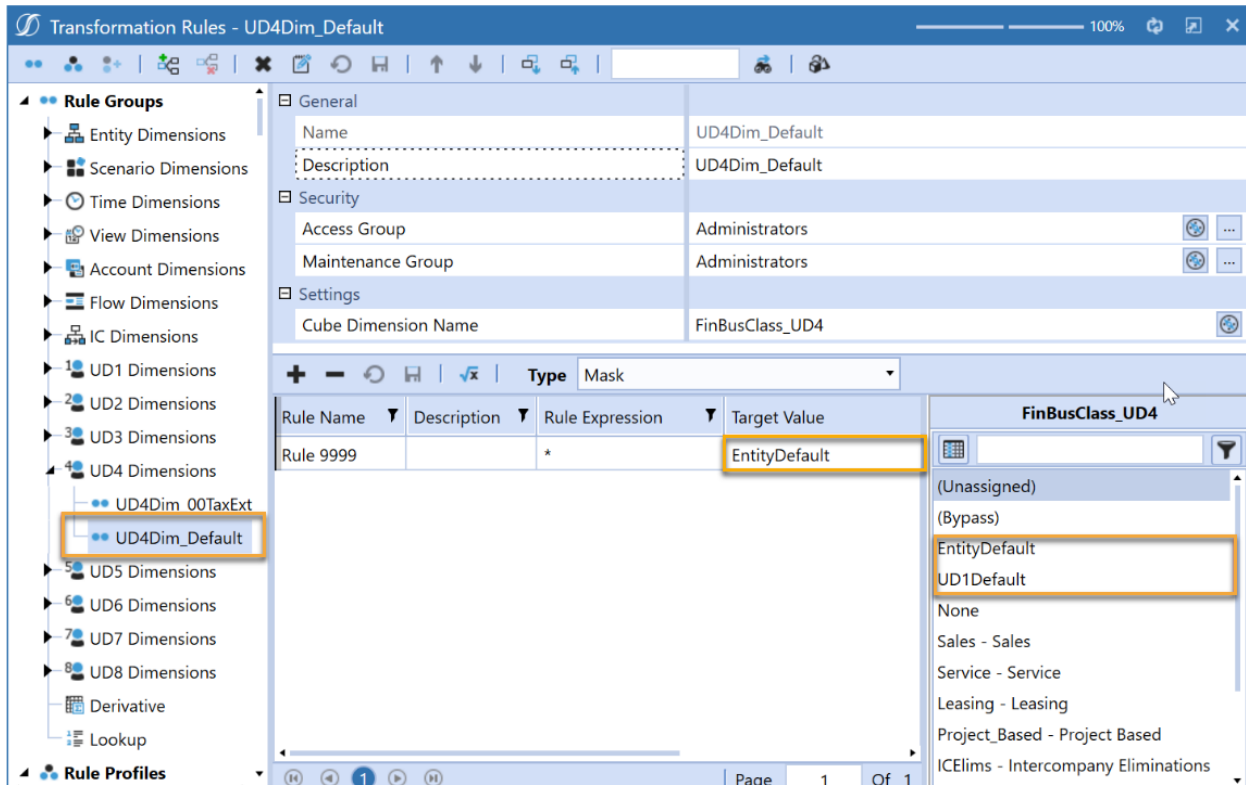 Transformation Rules - UD4Dim_Default
100%
Rule Groups
Entity Dimensions
Scenario Dimensions
Time Dimensions
View Dimensions
Account Dimensions
Flow Dimensions
IC Dimensions
UD1 Dimensions
UD2 Dimensions
UD3 Dimensions
UD4 Dimensions
UD4Dim_00TaxExt
UD4Dim_Default
UD5 Dimensions
UD6 Dimensions
UD7 Dimensions
UD8 Dimensions
Derivative
Lookup
Rule Profiles
General
Name UD4Dim_Default
Description UD4Dim_Default
Security
Access Group Administrators ...
Maintenance Group Administrators ...
Settings
Cube Dimension Name FinBusClass_UD4
Type Mask
Rule Name Description Rule Expression Target Value
Rule 9999 * EntityDefault
1 Page 1 Of 1
FinBusClass_UD4
(Unassigned)
(Bypass)
EntityDefault
UD1Default
None
Sales - Sales
Service - Service
Leasing - Leasing
Project_Based - Project Based
ICElims - Intercompany Eliminations